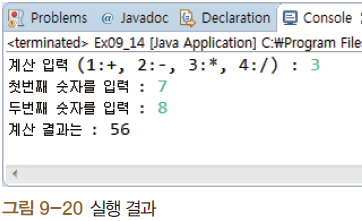 Problems @ Javadoc Declaration Console
<terminated> Ex09_14 [Java Application] C:₩Program File
계산 입력 (1:+, 2:-, 3:*, 4:/) : 3
첫번째 숫자를 입력 : 7
두번째 숫자를 입력 : 8
계산 결과는 : 56
그림 9-20 실행 결과